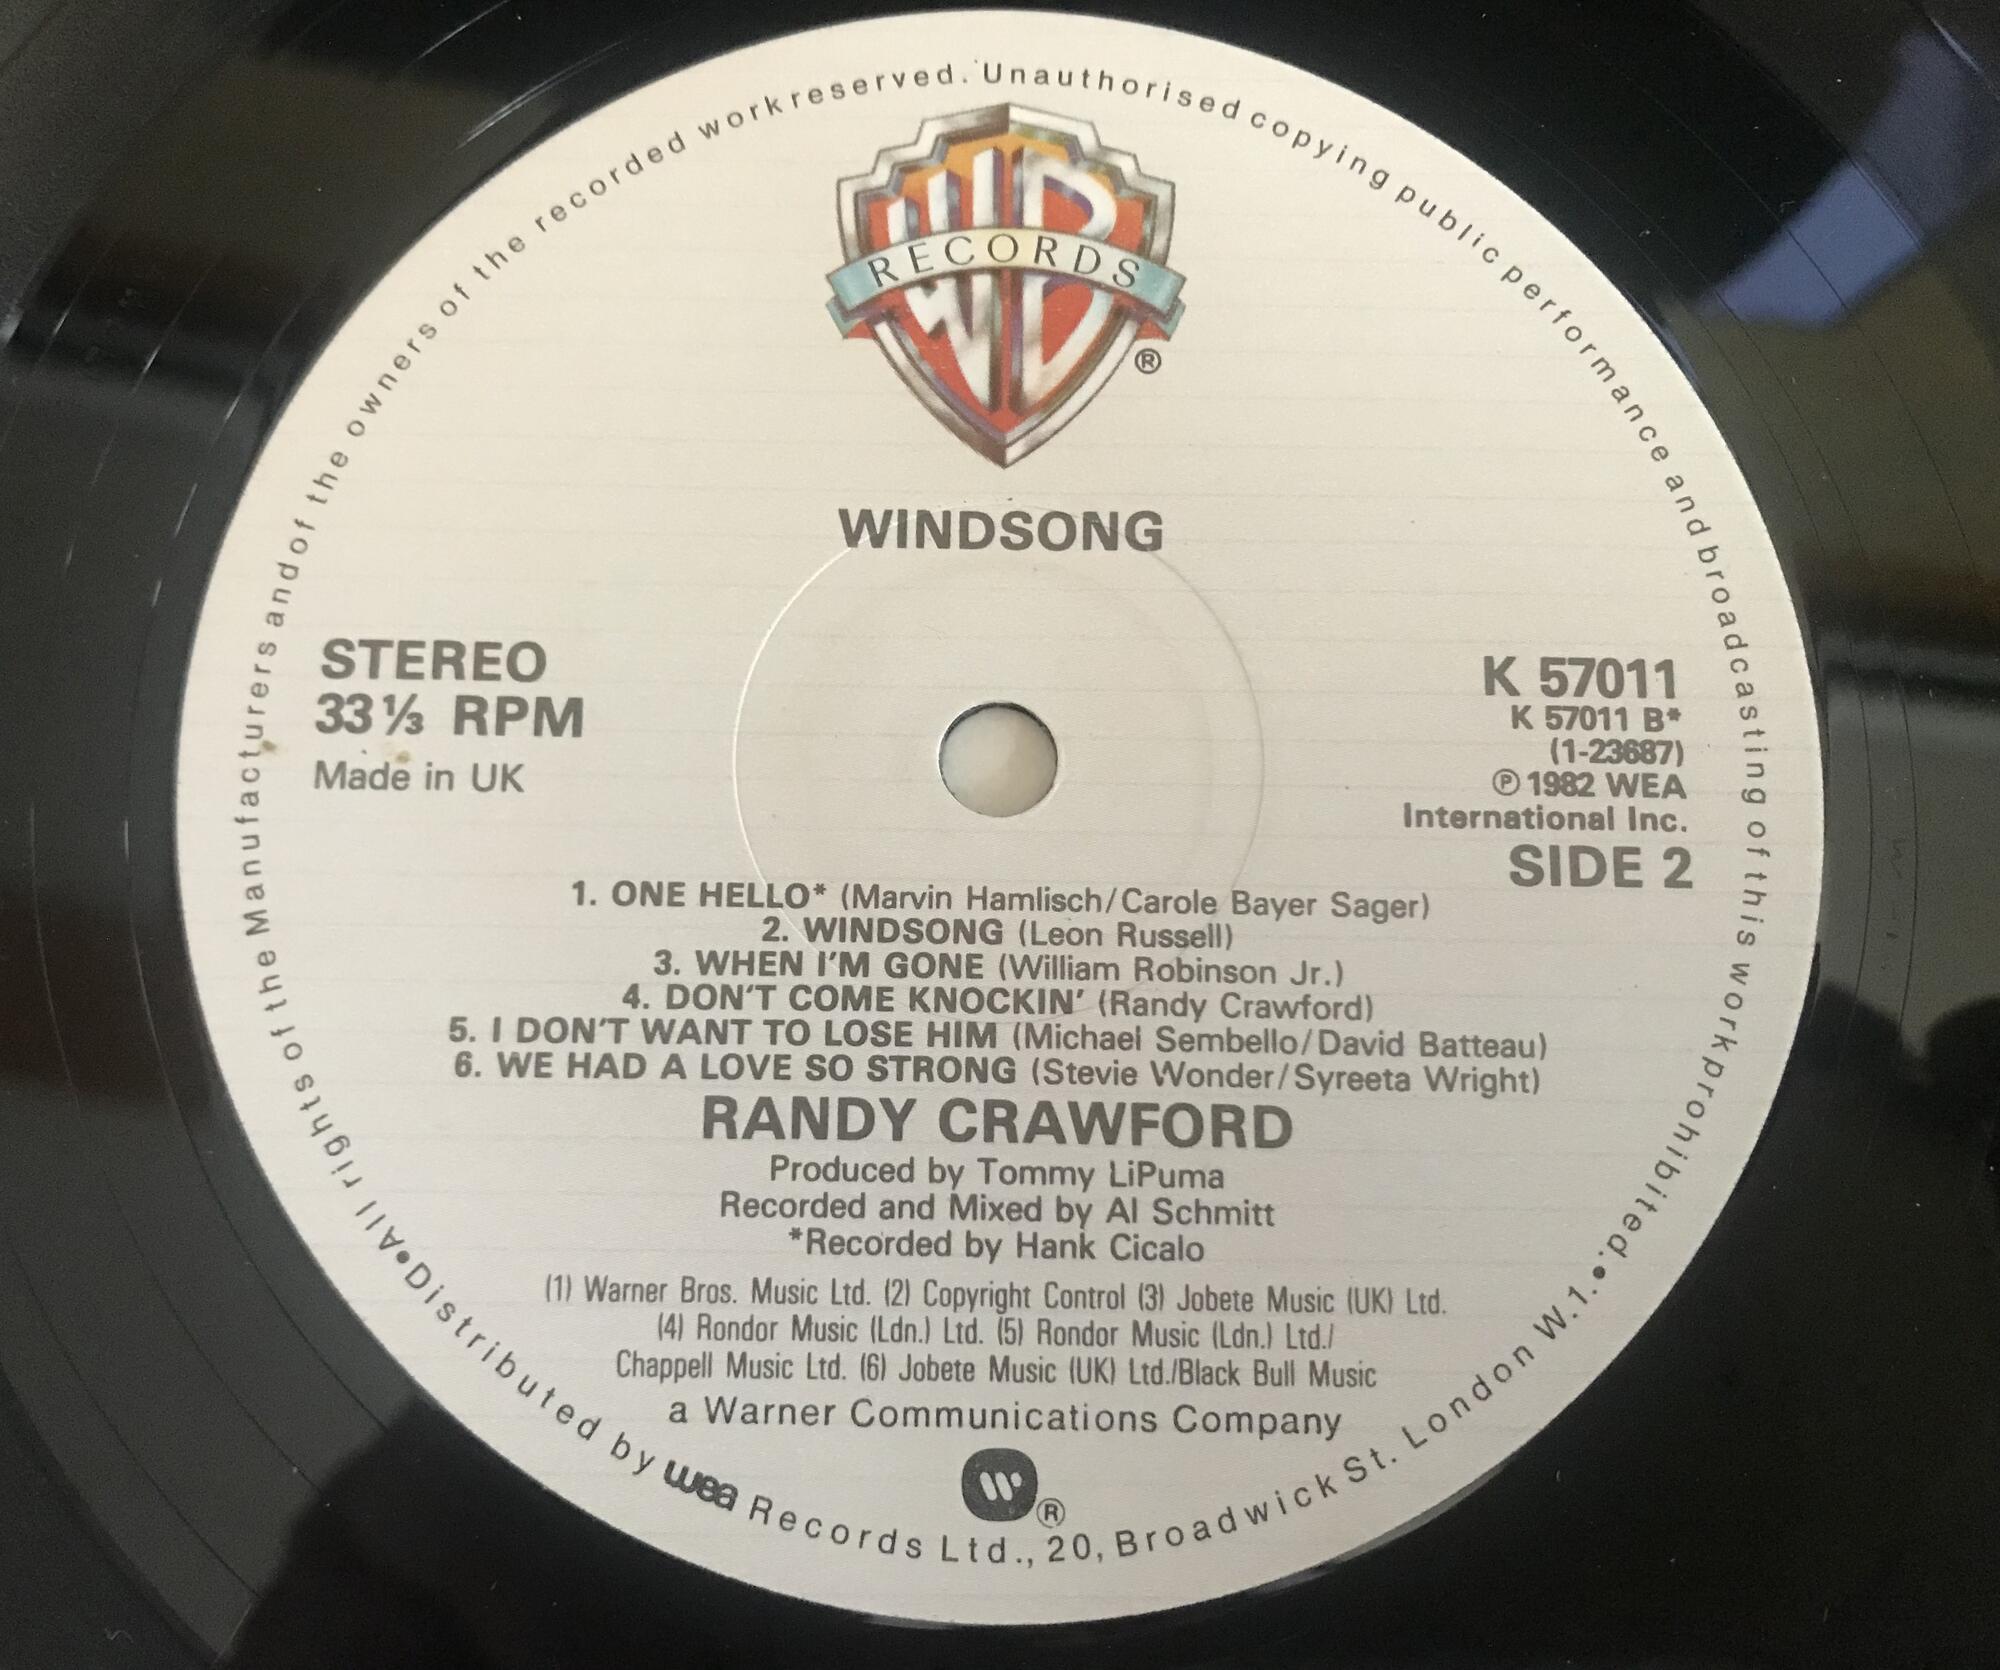 All rights of the Manufacturers and of the owners of the recorded work reserved. Unauthorised copying public performance and broadcasting of this work prohibited.
WB
RECORDS
®
WINDSONG
STEREO
33⅓ RPM
Made in UK
K 57011
K 57011 B*
(1-23687)
℗ 1982 WEA
International Inc.
SIDE 2
1. ONE HELLO* (Marvin Hamlisch/Carole Bayer Sager)
2. WINDSONG (Leon Russell)
3. WHEN I'M GONE (William Robinson Jr.)
4. DON'T COME KNOCKIN' (Randy Crawford)
5. I DON'T WANT TO LOSE HIM (Michael Sembello/David Batteau)
6. WE HAD A LOVE SO STRONG (Stevie Wonder/Syreeta Wright)
RANDY CRAWFORD
Produced by Tommy LiPuma
Recorded and Mixed by Al Schmitt
*Recorded by Hank Cicalo
(1) Warner Bros. Music Ltd. (2) Copyright Control (3) Jobete Music (UK) Ltd.
(4) Rondor Music (Ldn.) Ltd. (5) Rondor Music (Ldn.) Ltd./
Chappell Music Ltd. (6) Jobete Music (UK) Ltd./Black Bull Music
a Warner Communications Company
®
•Distributed by wea Records Ltd., 20, Broadwick St. London W.1.•